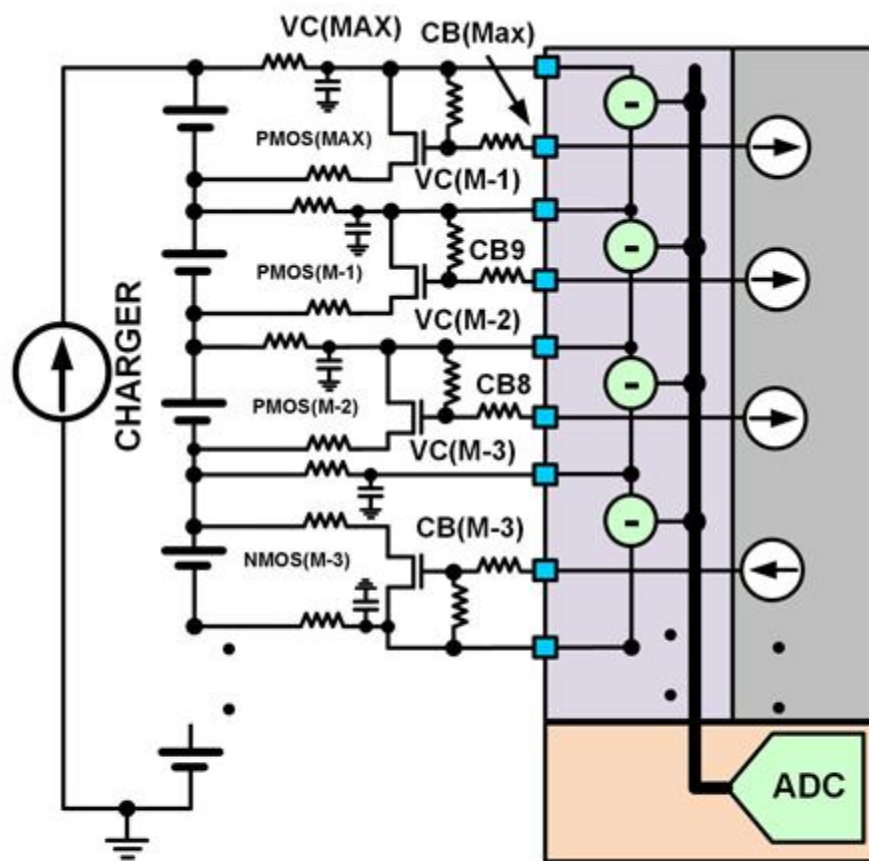 VC(MAX)
CB(Max)
PMOS(MAX)
VC(M-1)
CB9
PMOS(M-1)
VC(M-2)
CHARGER
CB8
PMOS(M-2)
VC(M-3)
CB(M-3)
NMOS(M-3)
ADC
-
-
-
-